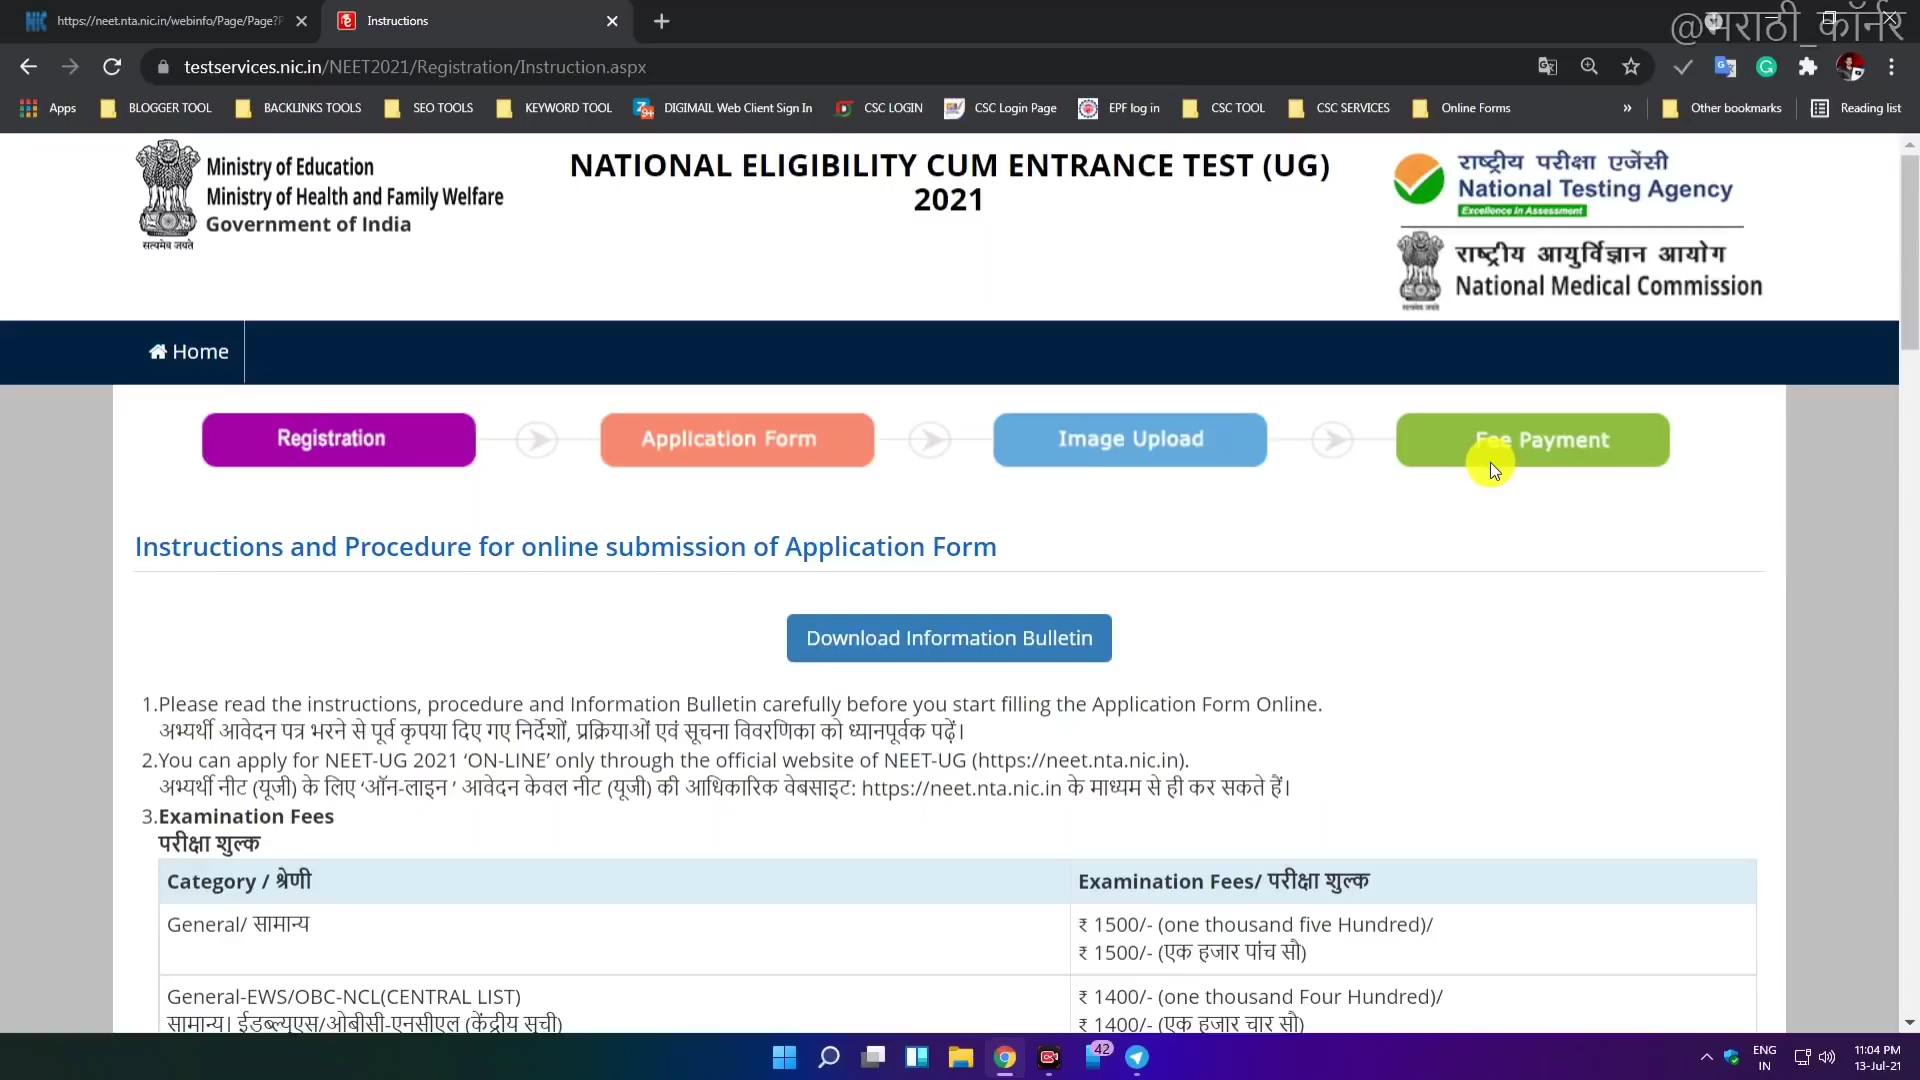 https://neet.nta.nic.in/webinfo/Page/Page?P
Instructions
@मराठी_कॉर्नर
testservices.nic.in/NEET2021/Registration/Instruction.aspx
Apps BLOGGER TOOL BACKLINKS TOOLS SEO TOOLS KEYWORD TOOL DIGIMAIL Web Client Sign In CSC LOGIN CSC Login Page EPF log in CSC TOOL CSC SERVICES Online Forms » Other bookmarks Reading list
Ministry of Education
Ministry of Health and Family Welfare
Government of India
सत्यमेव जयते
NATIONAL ELIGIBILITY CUM ENTRANCE TEST (UG)
2021
राष्ट्रीय परीक्षा एजेंसी
National Testing Agency
Excellence in Assessment
राष्ट्रीय आयुर्विज्ञान आयोग
National Medical Commission
Home
Registration Application Form Image Upload Fee Payment
Instructions and Procedure for online submission of Application Form
Download Information Bulletin
1.Please read the instructions, procedure and Information Bulletin carefully before you start filling the Application Form Online.
अभ्यर्थी आवेदन पत्र भरने से पूर्व कृपया दिए गए निर्देशों, प्रक्रियाओं एवं सूचना विवरणिका को ध्यानपूर्वक पढ़ें।
2.You can apply for NEET-UG 2021 ‘ON-LINE’ only through the official website of NEET-UG (https://neet.nta.nic.in).
अभ्यर्थी नीट (यूजी) के लिए ‘ऑन-लाइन ’ आवेदन केवल नीट (यूजी) की आधिकारिक वेबसाइट: https://neet.nta.nic.in के माध्यम से ही कर सकते हैं।
3.Examination Fees
परीक्षा शुल्क
Category / श्रेणी Examination Fees/ परीक्षा शुल्क
General/ सामान्य ₹ 1500/- (one thousand five Hundred)/
₹ 1500/- (एक हजार पांच सौ)
General-EWS/OBC-NCL(CENTRAL LIST) ₹ 1400/- (one thousand Four Hundred)/
सामान्य। ईडब्ल्यूएस/ओबीसी-एनसीएल (केंद्रीय सूची) ₹ 1400/- (एक हजार चार सौ)
42
ENG
IN
11:04 PM
13-Jul-21